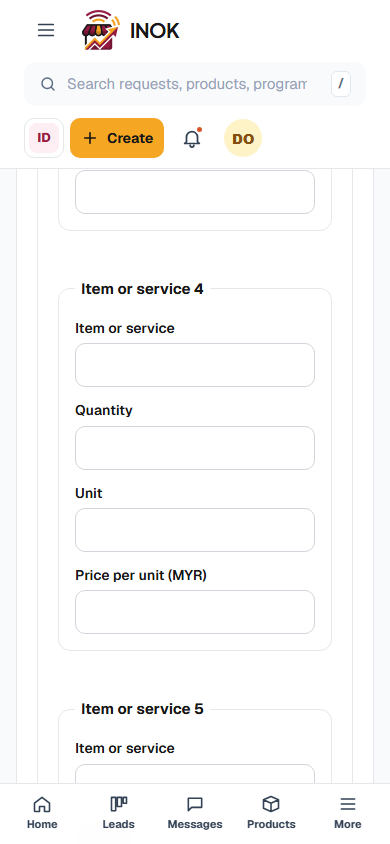 INOK
Search requests, products, program
/
ID
+ Create
DO
Item or service 4
Item or service
Quantity
Unit
Price per unit (MYR)
Item or service 5
Item or service
Home
Leads
Messages
Products
More